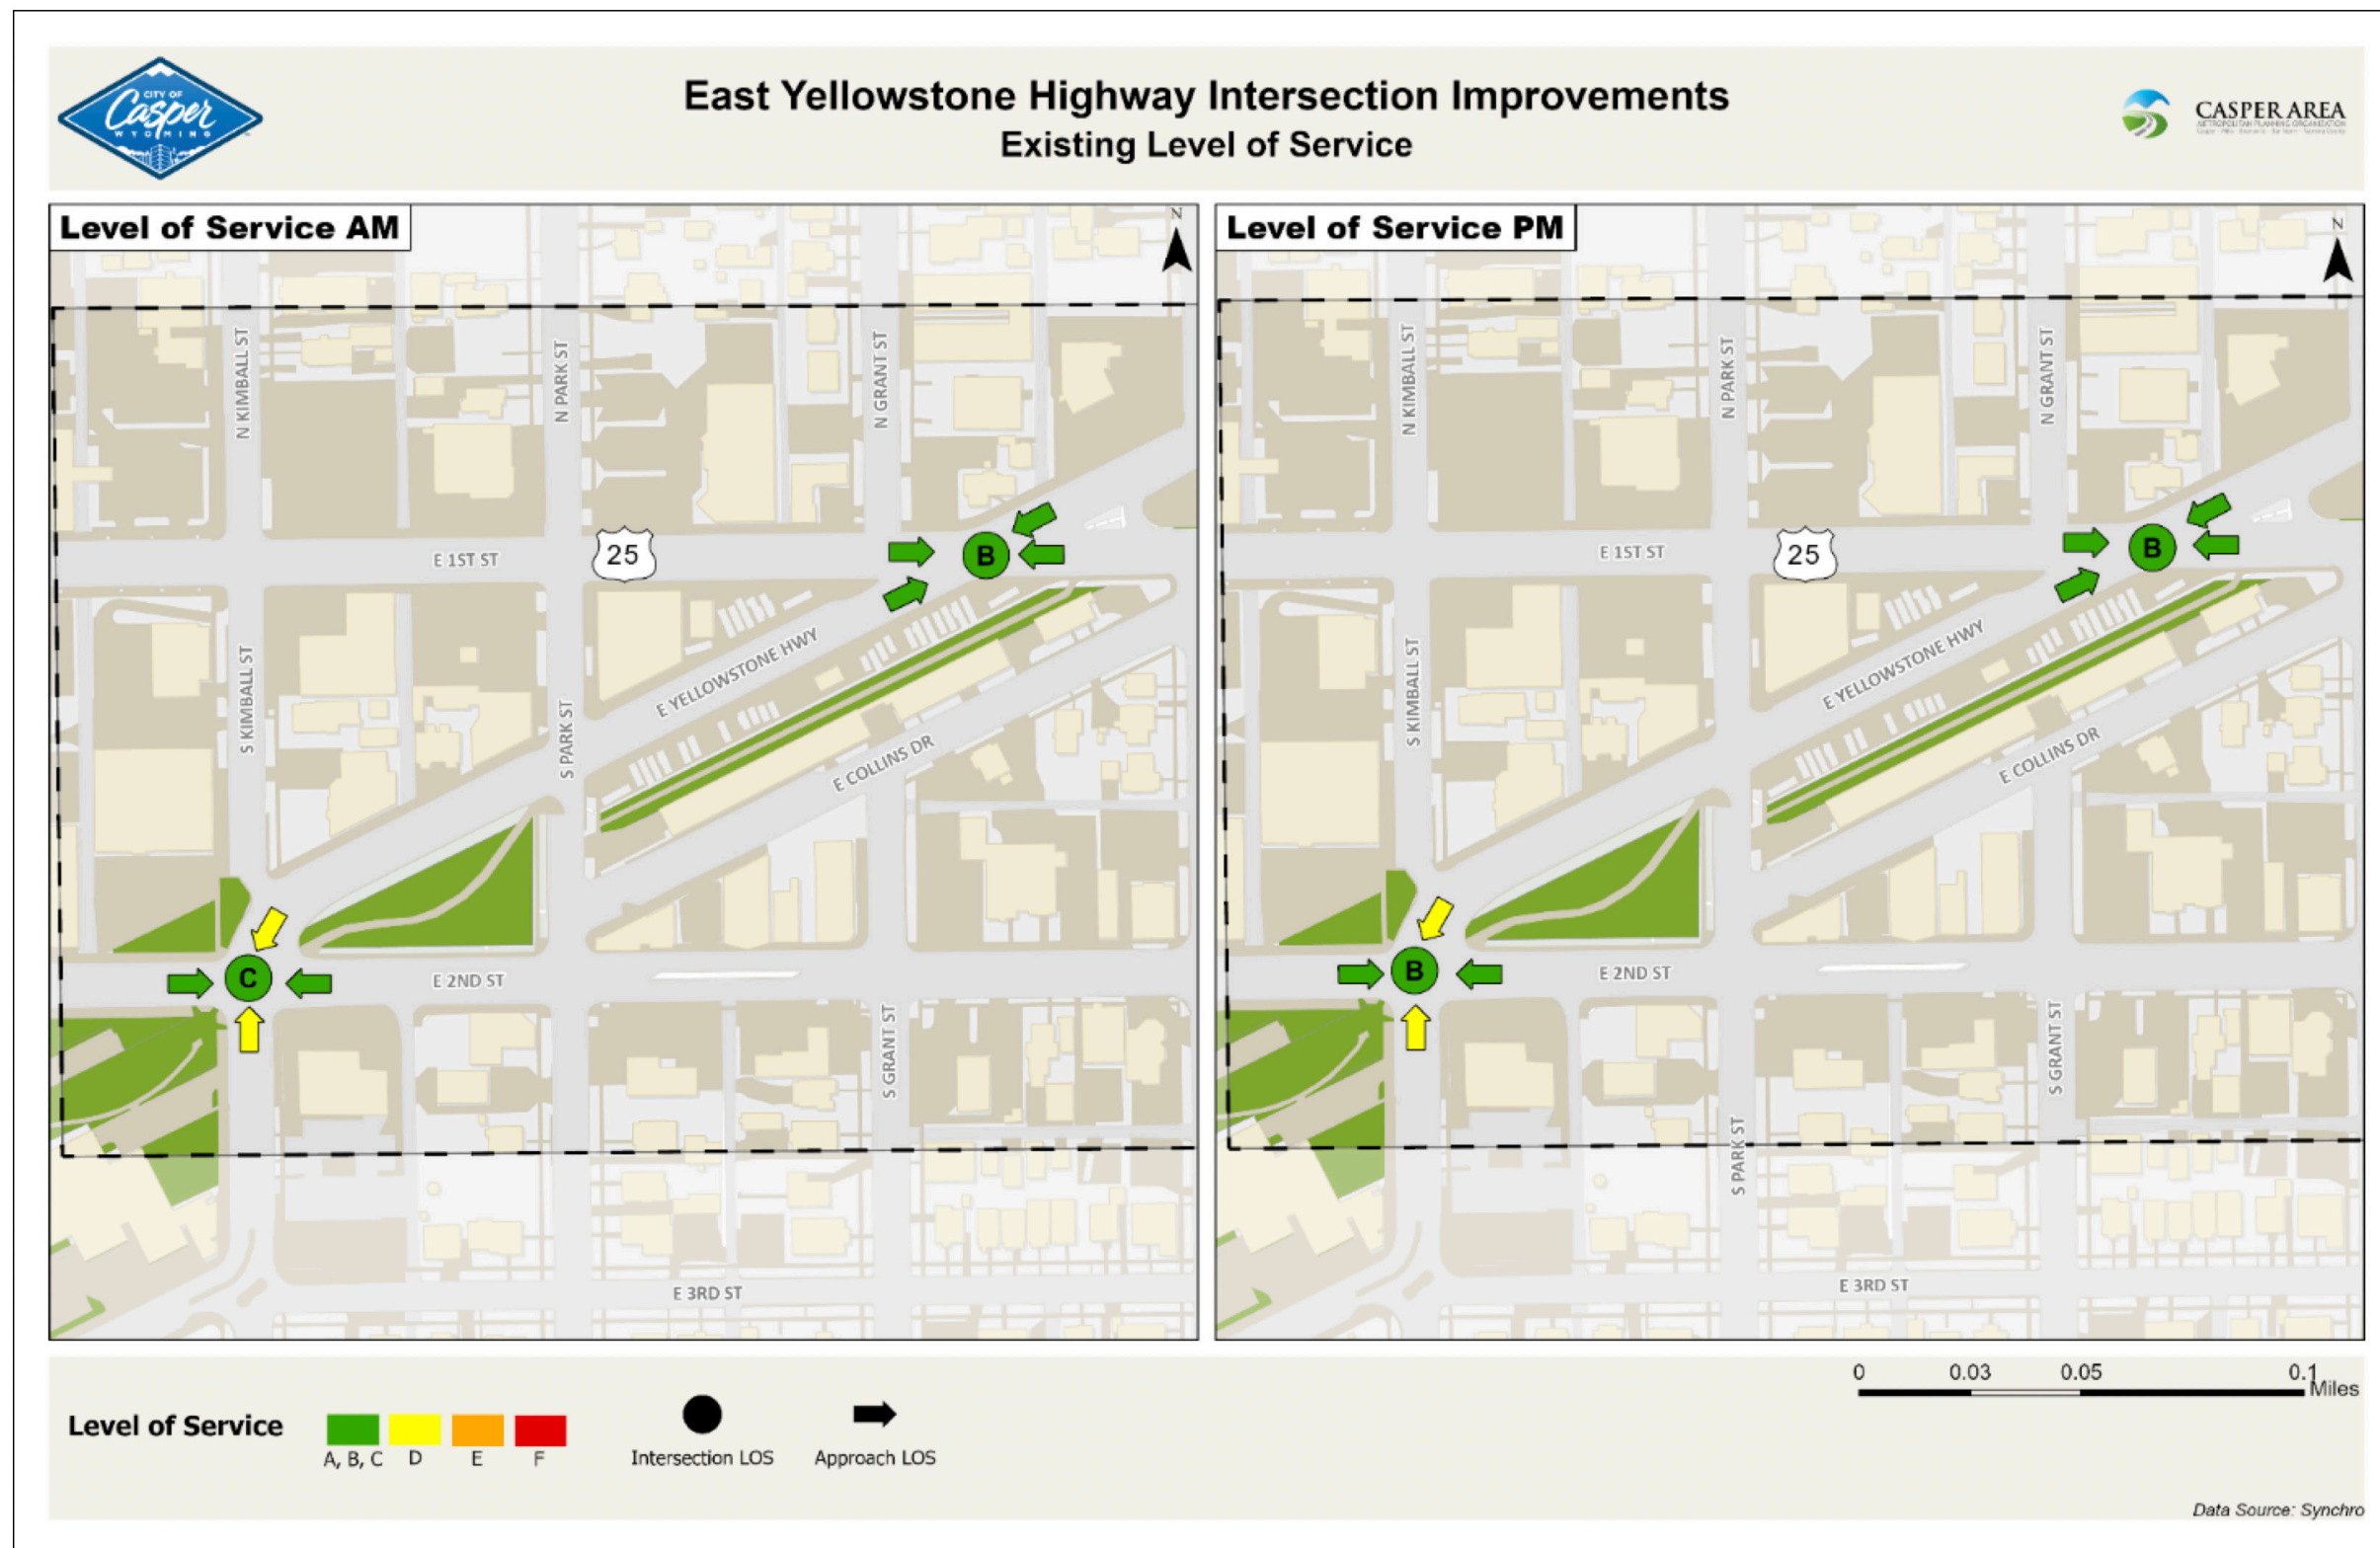 CITY OF
Casper
WYOMING
East Yellowstone Highway Intersection Improvements
Existing Level of Service
CASPER AREA
METROPOLITAN PLANNING ORGANIZATION
Level of Service AM
N
N KIMBALL ST
N PARK ST
N GRANT ST
E 1ST ST
25
B
S KIMBALL ST
S PARK ST
E YELLOWSTONE HWY
E COLLINS DR
C
E 2ND ST
S GRANT ST
E 3RD ST
Level of Service PM
N
N KIMBALL ST
N PARK ST
N GRANT ST
E 1ST ST
25
B
S KIMBALL ST
E YELLOWSTONE HWY
E COLLINS DR
B
E 2ND ST
S GRANT ST
S PARK ST
E 3RD ST
Level of Service
A, B, C D E F
Intersection LOS
Approach LOS
0 0.03 0.05 0.1
Miles
Data Source: Synchro